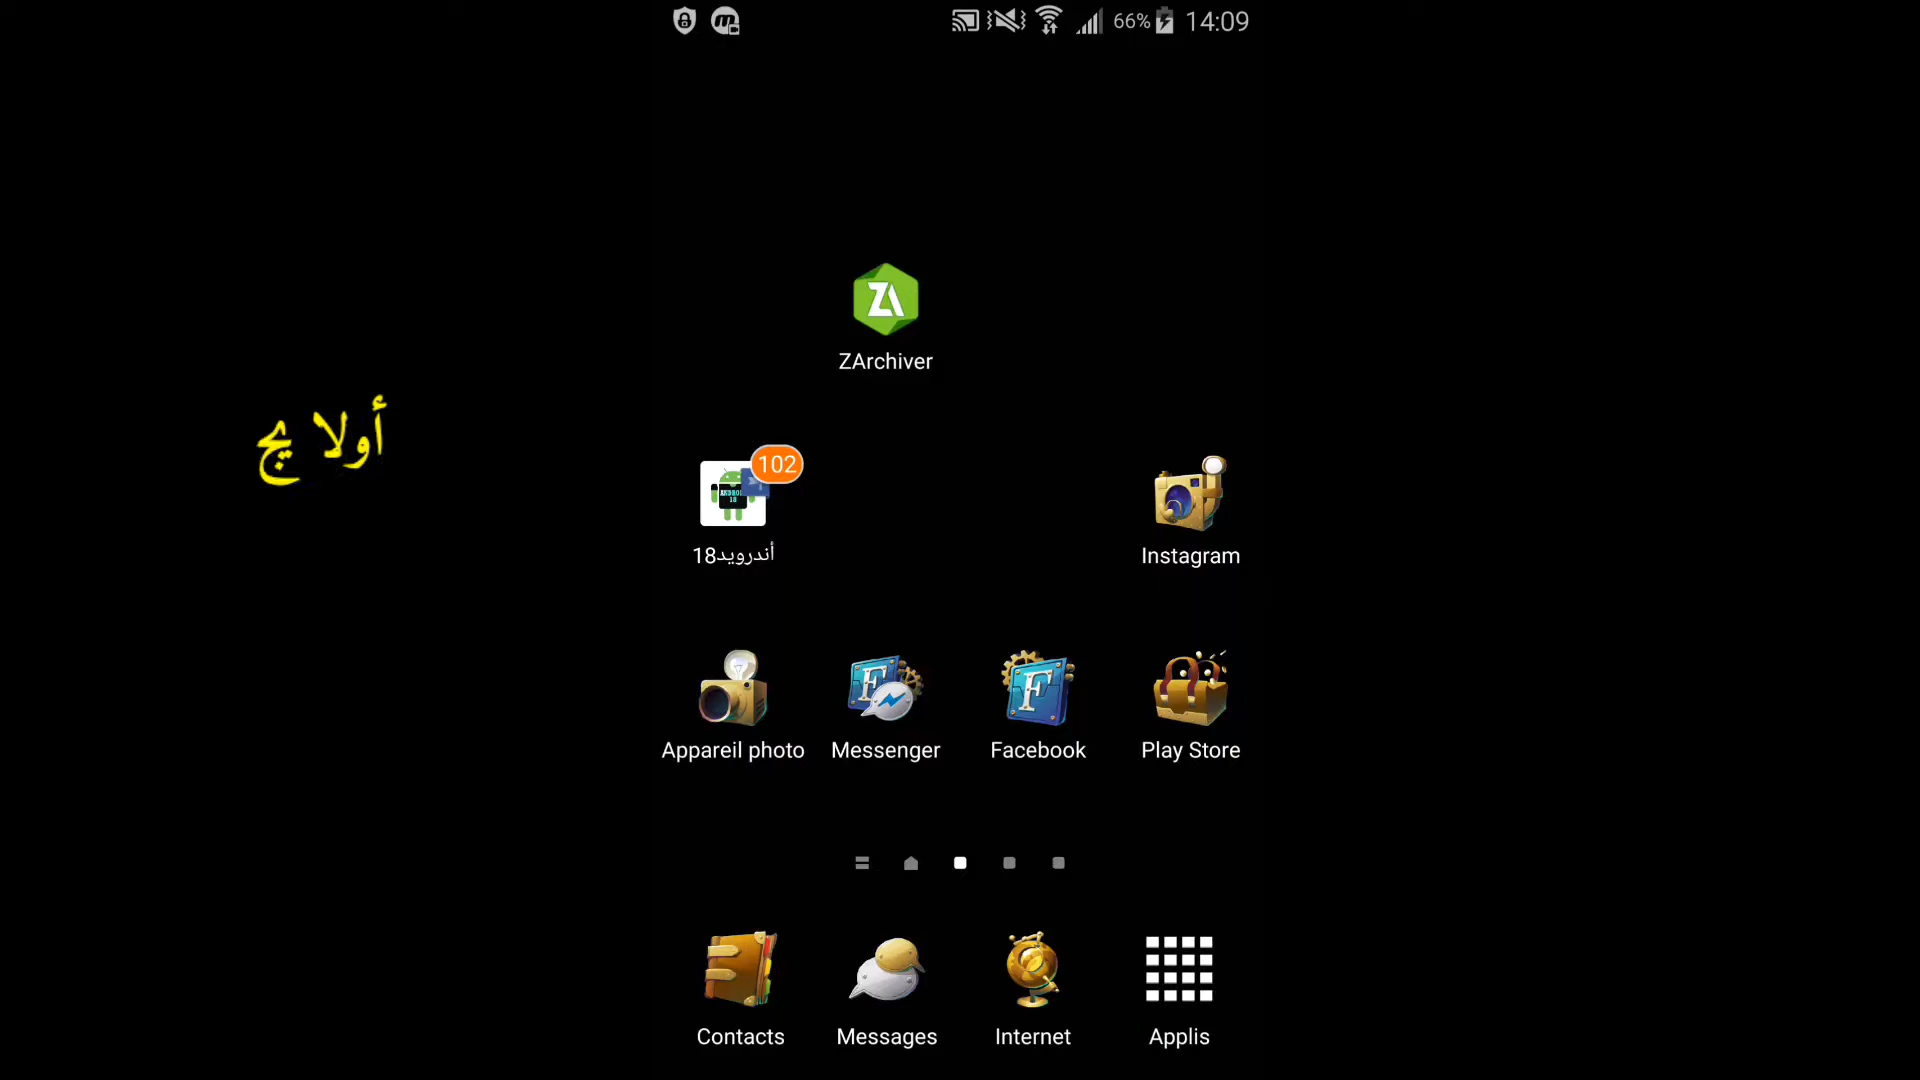 66% 14:09
ZArchiver
أولا يج
102
أندرويد18
Instagram
Appareil photo Messenger Facebook Play Store
Contacts Messages Internet Applis